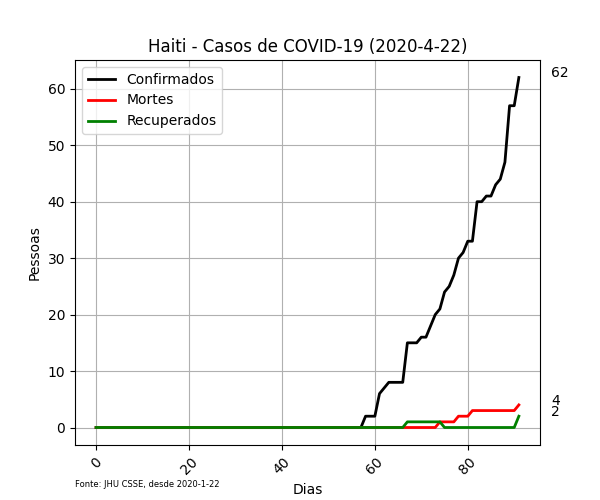 Haiti - Casos de COVID-19 (2020-4-22)
Confirmados
Mortes
Recuperados
62
4
2
Pessoas
60
50
40
30
20
10
0
0
20
40
60
80
Dias
Fonte: JHU CSSE, desde 2020-1-22